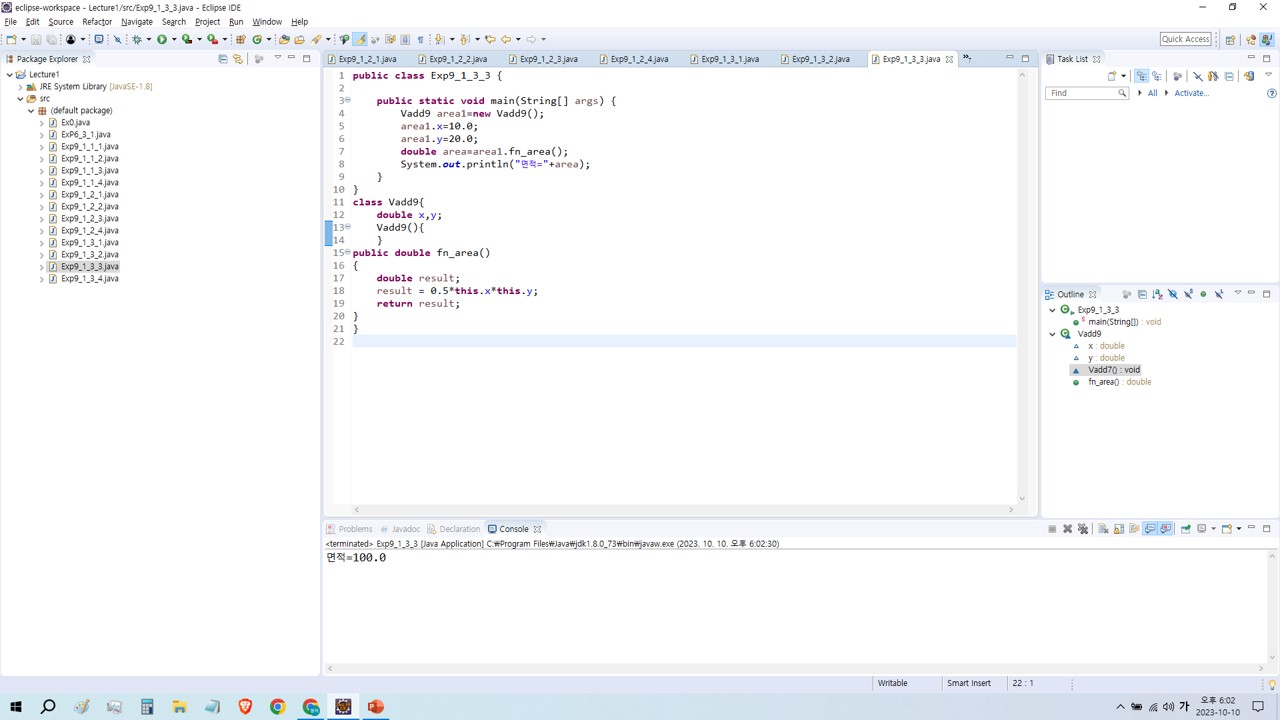 eclipse-workspace - Lecture1/src/Exp9_1_3_3.java - Eclipse IDE
File Edit Source Refactor Navigate Search Project Run Window Help
Quick Access
Package Explorer
Lecture1
JRE System Library [JavaSE-1.8]
src
(default package)
Ex0.java
ExP6_3_1.java
Exp9_1_1_1.java
Exp9_1_1_2.java
Exp9_1_1_3.java
Exp9_1_1_4.java
Exp9_1_2_1.java
Exp9_1_2_2.java
Exp9_1_2_3.java
Exp9_1_2_4.java
Exp9_1_3_1.java
Exp9_1_3_2.java
Exp9_1_3_3.java
Exp9_1_3_4.java
Exp9_1_2_1.java Exp9_1_2_2.java Exp9_1_2_3.java Exp9_1_2_4.java Exp9_1_3_1.java Exp9_1_3_2.java Exp9_1_3_3.java
1 public class Exp9_1_3_3 {
2
3 public static void main(String[] args) {
4 Vadd9 area1=new Vadd9();
5 area1.x=10.0;
6 area1.y=20.0;
7 double area=area1.fn_area();
8 System.out.println("면적="+area);
9 }
10 }
11 class Vadd9{
12 double x,y;
13 Vadd9(){
14 }
15 public double fn_area()
16 {
17 double result;
18 result = 0.5*this.x*this.y;
19 return result;
20 }
21 }
22
Task List
Find All Activate...
Outline
Exp9_1_3_3
main(String[]) : void
Vadd9
x : double
y : double
Vadd7() : void
fn_area() : double
Problems Javadoc Declaration Console
<terminated> Exp9_1_3_3 [Java Application] C:₩Program Files₩Java₩jdk1.8.0_73₩bin₩javaw.exe (2023. 10. 10. 오후 6:02:30)
면적=100.0
Writable Smart Insert 22 : 1
가 오후 6:02
2023-10-10